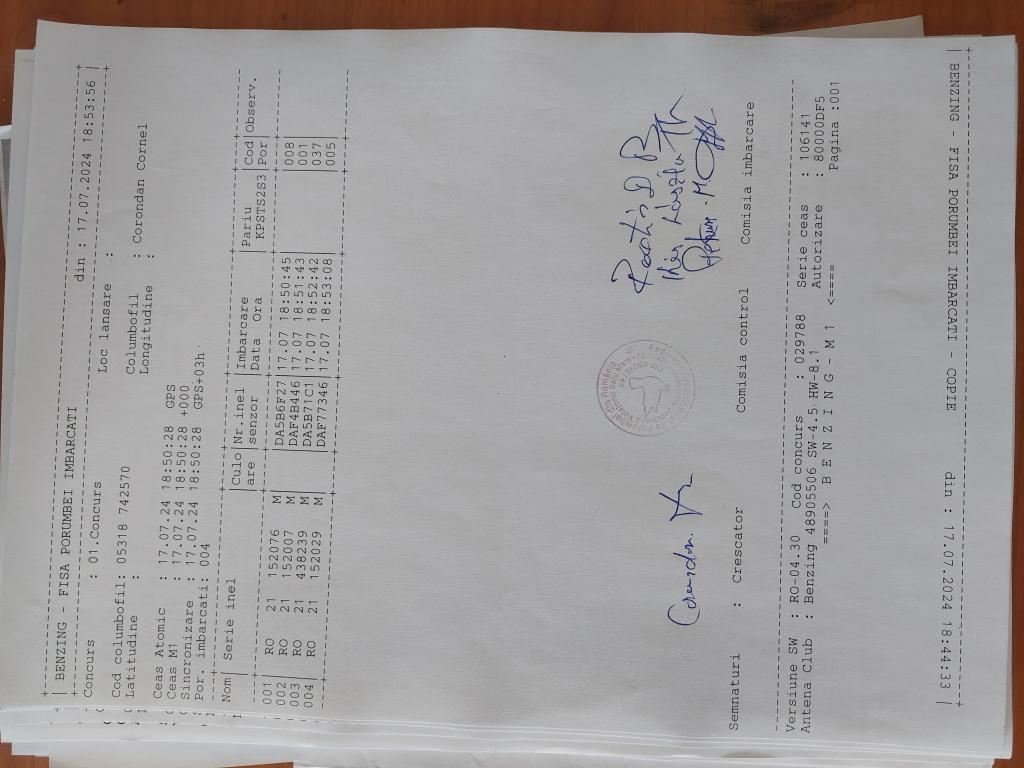 | BENZING - FISA PORUMBEI IMBARCATI din : 17.07.2024 18:53:56 |
Concurs : 01.Concurs Loc lansare :
Cod columbofil: 05318 742570 Columbofil : Corondan Cornel
Latitudine : Longitudine :
Ceas Atomic : 17.07.24 18:50:28 GPS
Ceas M1 : 17.07.24 18:50:28 +000
Sincronizare : 17.07.24 18:50:28 GPS+03h
Por. imbarcati: 004
Nom| Serie inel |Culo|Nr.inel |Imbarcare |Pariu |Cod |Observ.
|are |senzor |Data Ora |KPSTS2S3|Por |
001 | RO 21 152076 M |DA5B6F27|17.07 18:50:45| |008 |
002 | RO 21 152007 M |DAF4B446|17.07 18:51:43| |001 |
003 | RO 21 438239 M |DA5B71C1|17.07 18:52:42| |037 |
004 | RO 21 152029 M |DAF77346|17.07 18:53:08| |005 |
Semnaturi : Crescator Comisia control Comisia imbarcare
Versiune SW : RO-04.30 Cod concurs : 029788 Serie ceas : 106141
Antena Club : Benzing 48905506 SW-4.5 HW-8.1 Autorizare : 80000DF5
====> B E N Z I N G - M 1 <==== Pagina :001
| BENZING - FISA PORUMBEI IMBARCATI - COPIE din : 17.07.2024 18:44:33 |